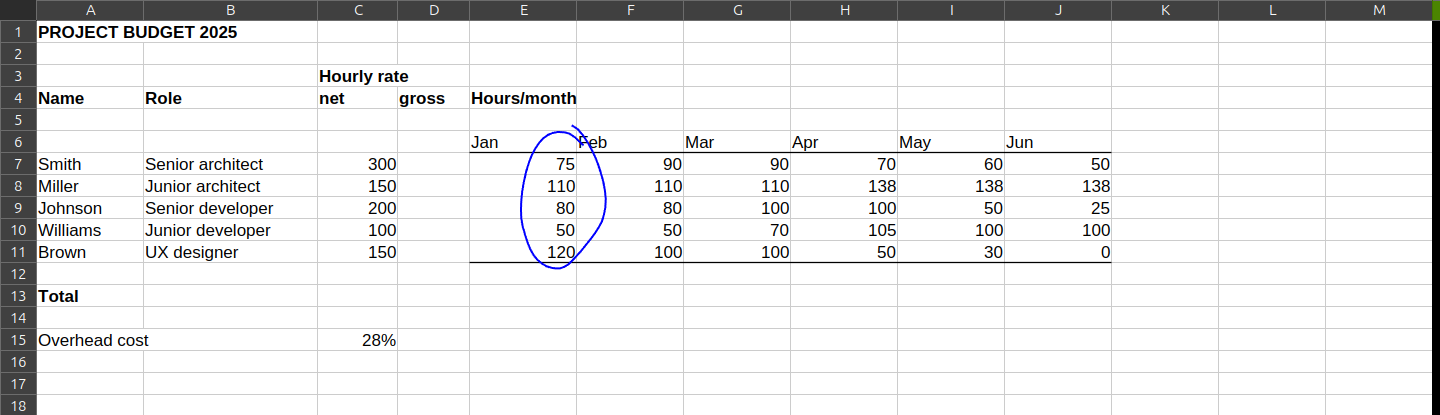 A B C D E F G H I J K L M
1 PROJECT BUDGET 2025
2
3 Hourly rate
4 Name Role net gross Hours/month
5
6 Jan Feb Mar Apr May Jun
7 Smith Senior architect 300 75 90 90 70 60 50
8 Miller Junior architect 150 110 110 110 138 138 138
9 Johnson Senior developer 200 80 80 100 100 50 25
10 Williams Junior developer 100 50 50 70 105 100 100
11 Brown UX designer 150 120 100 100 50 30 0
12
13 Total
14
15 Overhead cost 28%
16
17
18